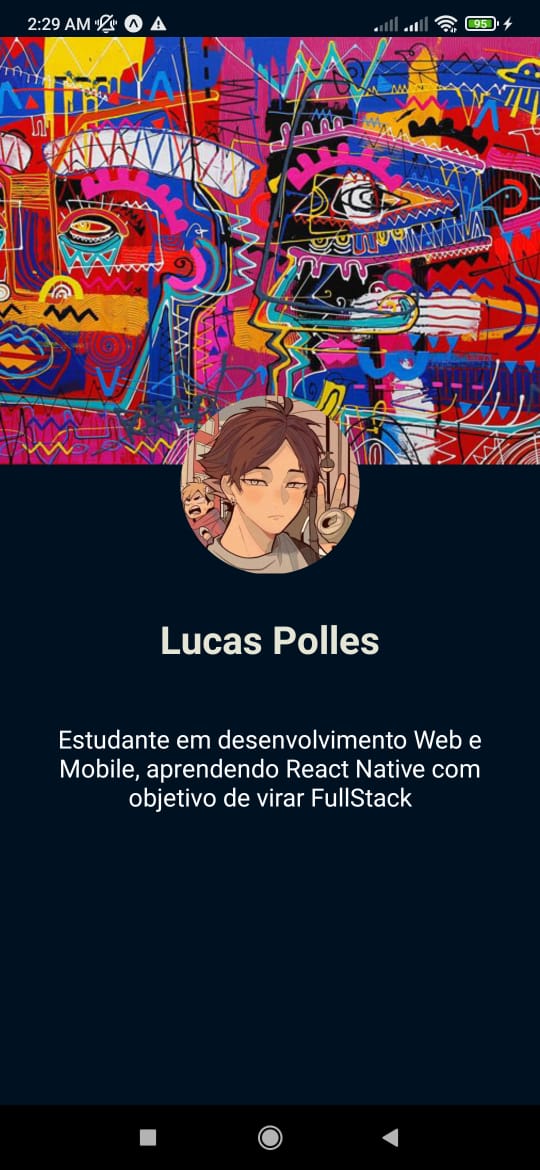 2:29 AM
95
Lucas Polles
Estudante em desenvolvimento Web e
Mobile, aprendendo React Native com
objetivo de virar FullStack